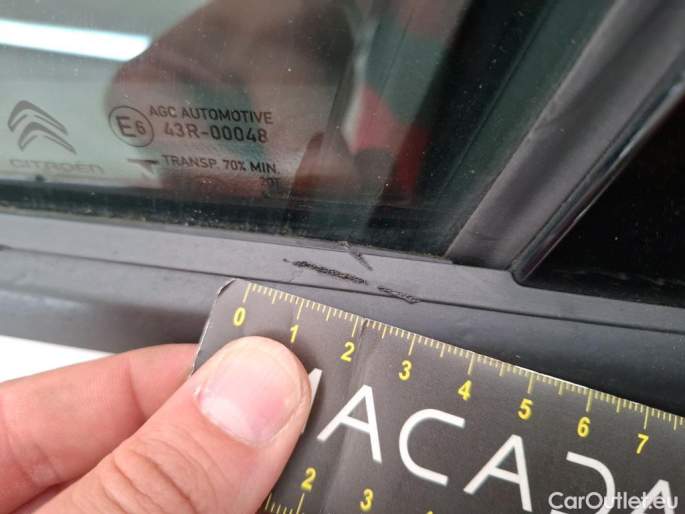 AGC AUTOMOTIVE
E6 43R-00048
CITROËN
TRANSP. 70% MIN.
0 1 2 3 4 5 6 7
MACADA
2 3
CarOutlet.eu